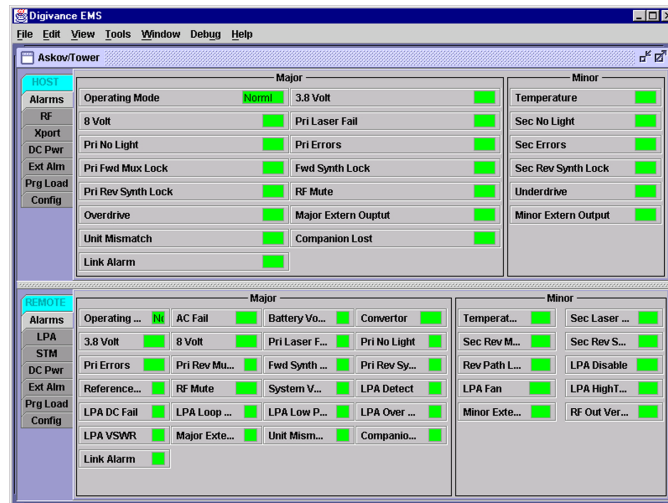 Digivance EMS
File Edit View Tools Window Debug Help
Askov/Tower
HOST
Alarms
RF
Xport
DC Pwr
Ext Alm
Prg Load
Config
Major
Operating Mode Norml 3.8 Volt
8 Volt Pri Laser Fail
Pri No Light Pri Errors
Pri Fwd Mux Lock Fwd Synth Lock
Pri Rev Synth Lock RF Mute
Overdrive Major Extern Ouptut
Unit Mismatch Companion Lost
Link Alarm
Minor
Temperature
Sec No Light
Sec Errors
Sec Rev Synth Lock
Underdrive
Minor Extern Output
REMOTE
Alarms
LPA
STM
DC Pwr
Ext Alm
Prg Load
Config
Major
Operating ... No AC Fail Battery Vo... Convertor
3.8 Volt 8 Volt Pri Laser F... Pri No Light
Pri Errors Pri Rev Mu... Fwd Synth ... Pri Rev Sy...
Reference... RF Mute System V... LPA Detect
LPA DC Fail LPA Loop ... LPA Low P... LPA Over ...
LPA VSWR Major Exte... Unit Mism... Companio...
Link Alarm
Minor
Temperat... Sec Laser ...
Sec Rev M... Sec Rev S...
Rev Path L... LPA Disable
LPA Fan LPA HighT...
Minor Exte... RF Out Ver...